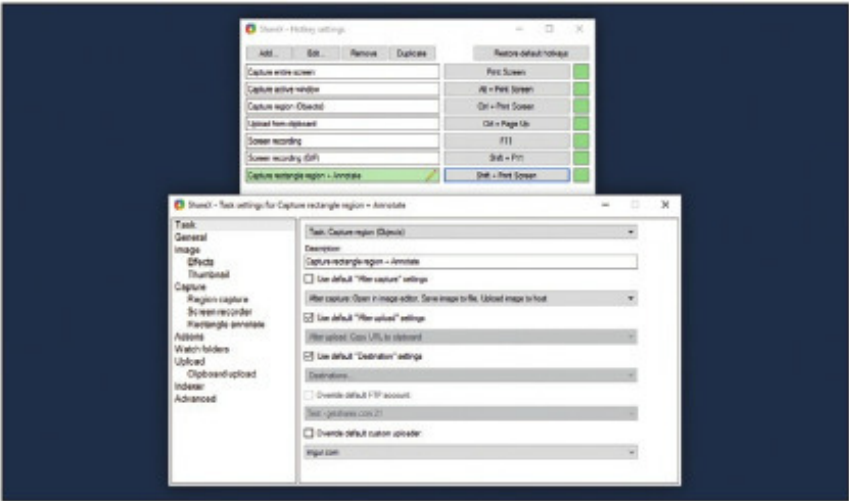 ShareX - Hotkey settings
Add... Edit... Remove Duplicate Restore default hotkeys
Capture entire screen Print Screen
Capture active window Alt + Print Screen
Capture region (Objects) Ctrl + Print Screen
Upload from clipboard Ctrl + Page Up
Screen recording F11
Screen recording (GIF) Shift + F11
Capture rectangle region + Annotate Shift + Print Screen
ShareX - Task settings for Capture rectangle region + Annotate
Task
General
Image
Effects
Thumbnail
Capture
Region capture
Screen recorder
Rectangle annotate
Actions
Watch folders
Upload
Clipboard upload
Indexer
Advanced
Task: Capture region (Objects)
Description:
Capture rectangle region + Annotate
Use default "After capture" settings
After capture: Open in image editor, Save image to file, Upload image to host
Use default "After upload" settings
After upload: Copy URL to clipboard
Use default "Destination" settings
Destinations...
Override default FTP account:
Override default custom uploader:
imgur.com